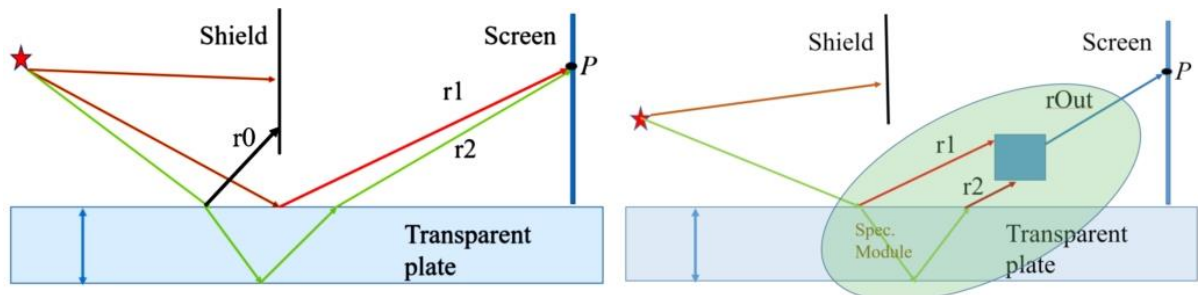 Shield
Screen
P
r1
r0
r2
Transparent
plate
Shield
Screen
P
rOut
r1
r2
Spec.
Module
Transparent
plate